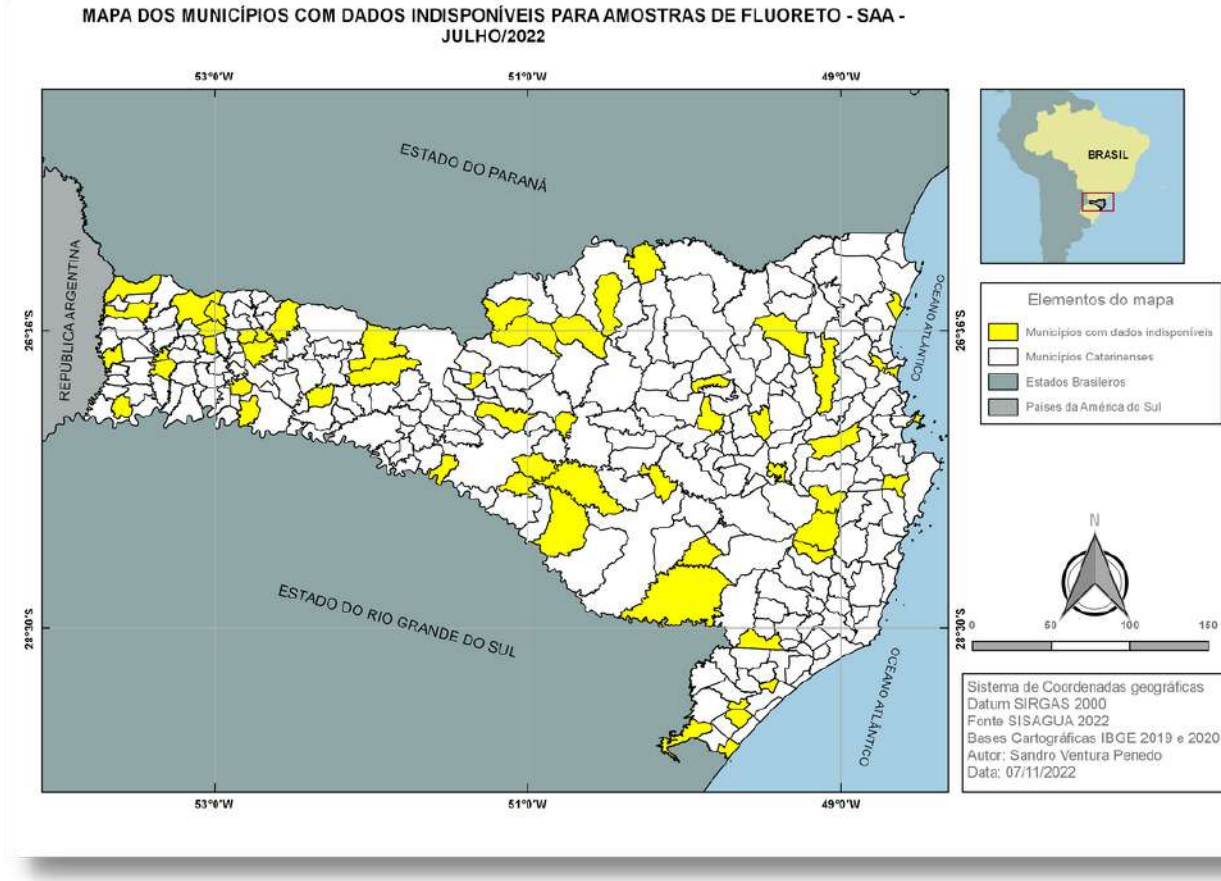 MAPA DOS MUNICÍPIOS COM DADOS INDISPONÍVEIS PARA AMOSTRAS DE FLUORETO - SAA -
JULHO/2022
53°0'W
51°0'W
49°0'W
ESTADO DO PARANÁ
REPÚBLICA ARGENTINA
OCEANO ATLÂNTICO
26°16'S
26°16'S
ESTADO DO RIO GRANDE DO SUL
28°30'S
28°30'S
OCEANO ATLÂNTICO
53°0'W
51°0'W
49°0'W
BRASIL
Elementos do mapa
Municípios com dados indisponíveis
Municípios Catarinenses
Estados Brasileiros
Países da América do Sul
N
0
50
100
150
Sistema de Coordenadas geográficas
Datum SIRGAS 2000
Fonte SISAGUA 2022
Bases Cartográficas IBGE 2019 e 2020
Autor: Sandro Ventura Penedo
Data: 07/11/2022